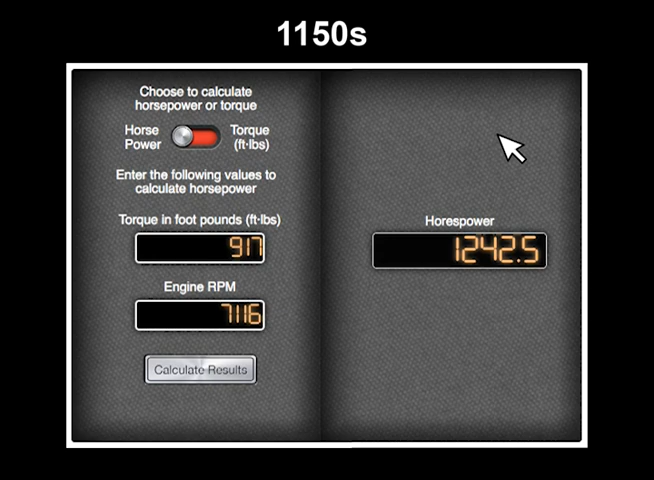 1150s
Choose to calculate
horsepower or torque
Horse
Power
Torque
(ft·lbs)
Enter the following values to
calculate horsepower
Torque in foot pounds (ft·lbs)
917
Engine RPM
7116
Calculate Results
Horespower
1242.5